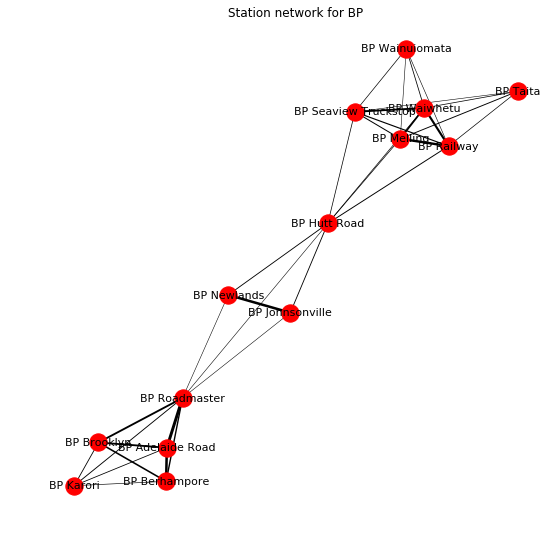 Station network for BP
BP Wainuiomata
BP Taita
BP Seaview Truckstop
BP Waiwhetu
BP Melling
BP Railway
BP Hutt Road
BP Newlands
BP Johnsonville
BP Roadmaster
BP Brooklyn
BP Adelaide Road
BP Karori
BP Berhampore